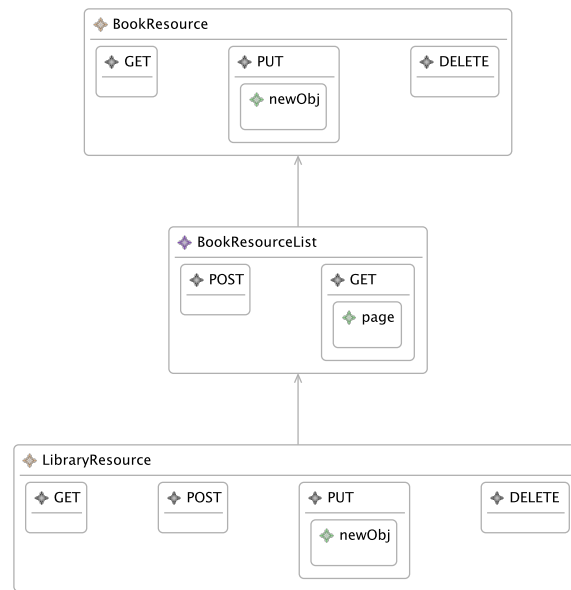 BookResource
GET
PUT
DELETE
newObj
BookResourceList
POST
GET
page
LibraryResource
GET
POST
PUT
DELETE
newObj